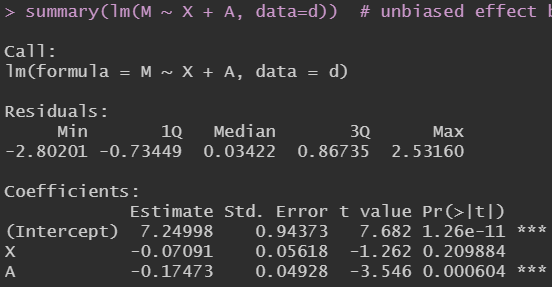 > summary(lm(M ~ X + A, data=d))  # unbiased effect
Call:
lm(formula = M ~ X + A, data = d)
Residuals:
     Min       1Q   Median       3Q      Max
-2.80201 -0.73449  0.03422  0.86735  2.53160
Coefficients:
            Estimate Std. Error t value Pr(>|t|)
(Intercept)  7.24998    0.94373   7.682 1.26e-11 ***
X           -0.07091    0.05618  -1.262 0.209884
A           -0.17473    0.04928  -3.546 0.000604 ***